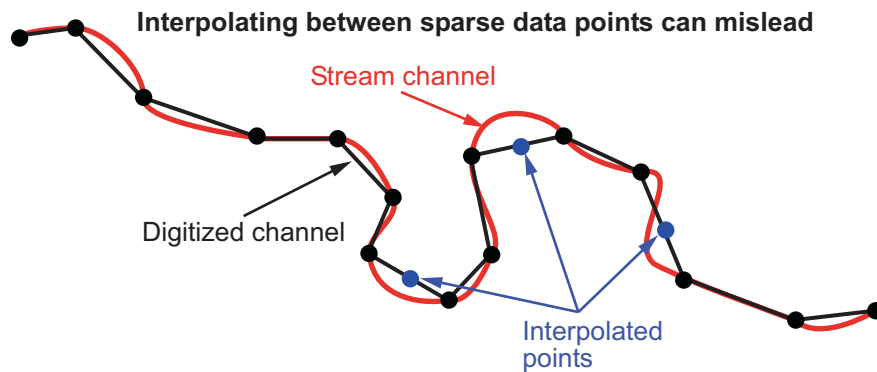 Interpolating between sparse data points can mislead
Stream channel
Digitized channel
Interpolated
points